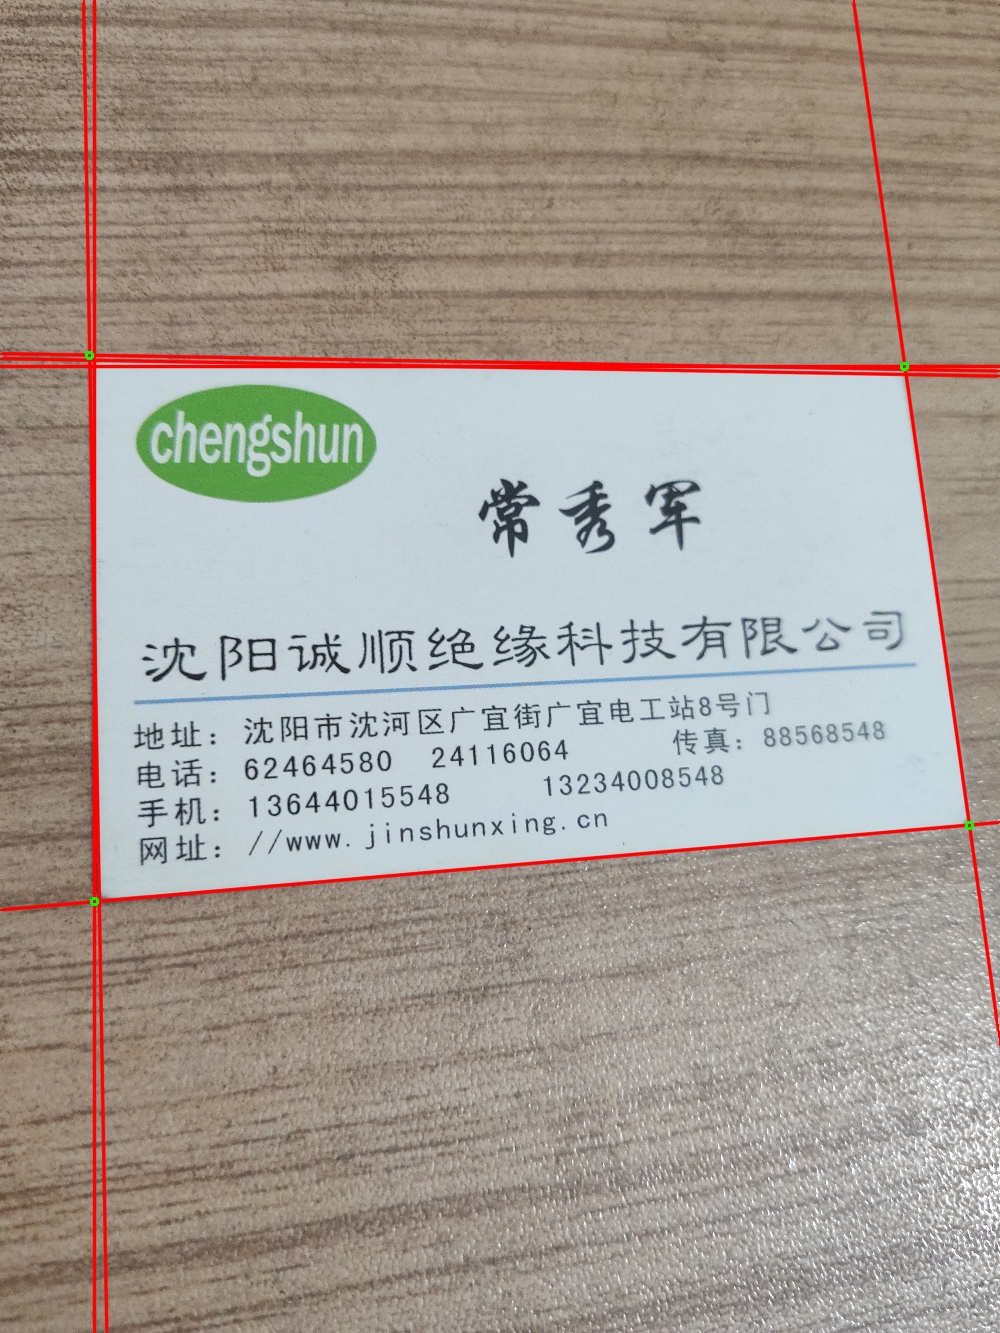 chengshun
常秀军
沈阳诚顺绝缘科技有限公司
地址：沈阳市沈河区广宜街广宜电工站8号门
电话：62464580 24116064 传真：88568548
手机：13644015548 13234008548
网址：//www.jinshunxing.cn